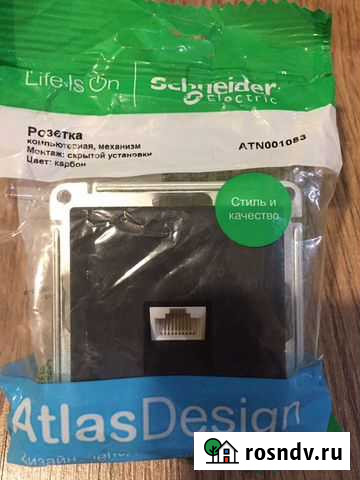 Life Is On
Schneider
Electric
Розетка
компьютерная, механизм
Монтаж: скрытой установки
Цвет: карбон
ATN001083
Стиль и
качество
AtlasDesign
rosndv.ru